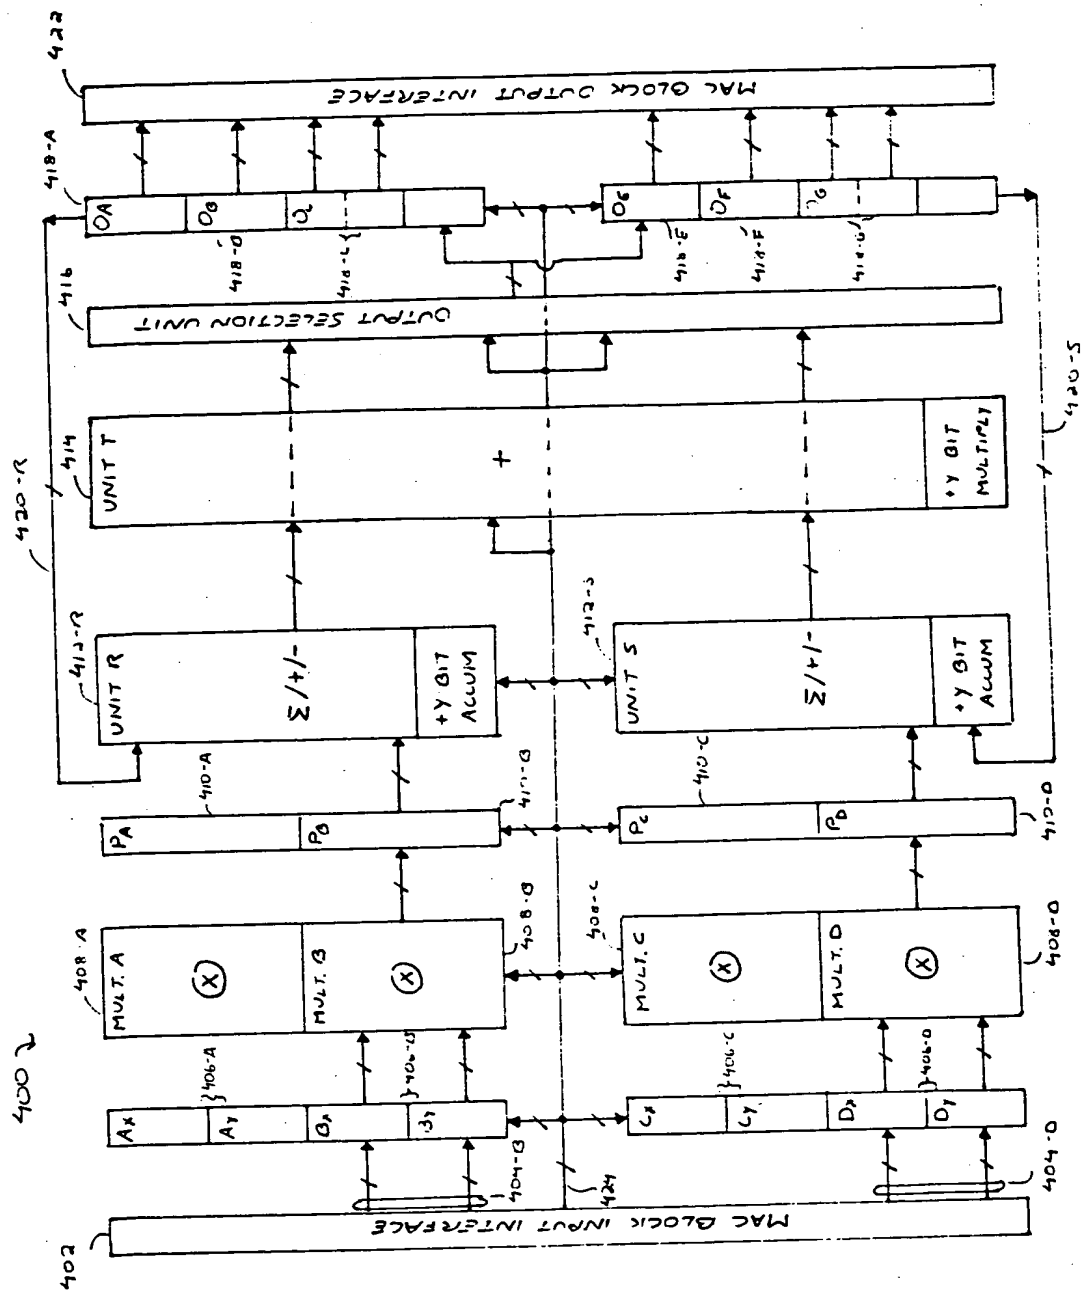 400
402
MAC BLOCK INPUT INTERFACE
404-B
404-D
424
AX
AY
BX
BY
CX
CY
DX
DY
406-A
406-B
406-C
406-D
408-A
MULT. A
X
MULT. B
X
408-B
408-C
MULT. C
X
MULT. D
X
408-D
PA
PB
410-A
410-B
PC
PD
410-C
410-D
412-R
UNIT R
Σ/+/-
+Y BIT
ACCUM
412-S
UNIT S
Σ/+/-
+Y BIT
ACCUM
420-R
420-S
414
UNIT T
+
+Y BIT
MULTIPLY
416
OUTPUT SELECTION UNIT
418-A
OA
OB
OC
418-B
418-C
OE
OF
OG
418-E
418-F
418-G
422
MAC BLOCK OUTPUT INTERFACE